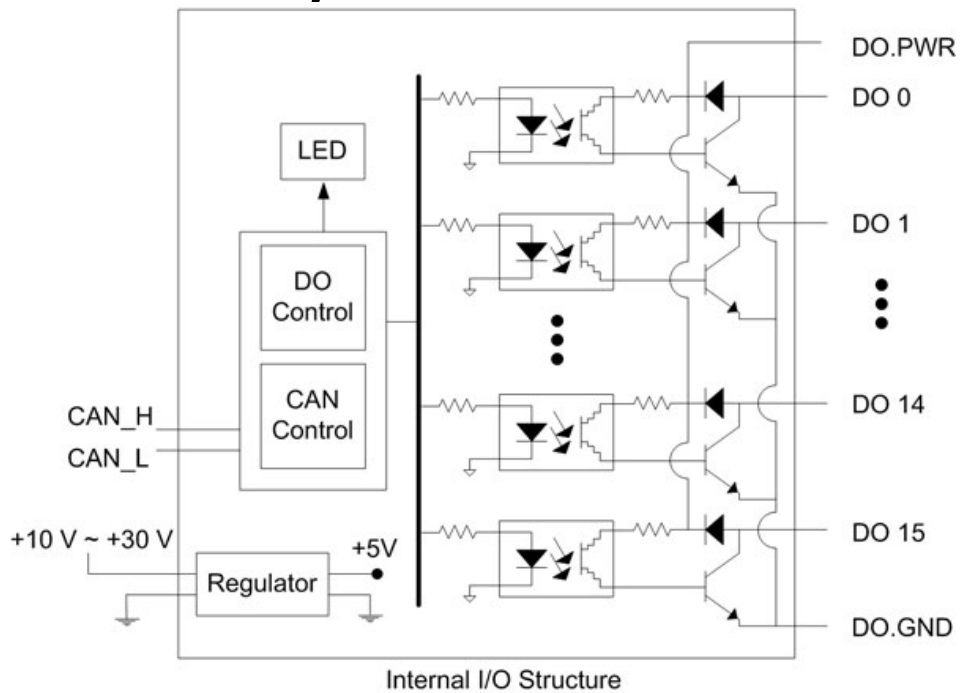 DO.PWR
DO 0
LED
DO 1
DO
Control
CAN
Control
CAN_H
CAN_L
DO 14
+10 V ~ +30 V
+5V
Regulator
DO 15
DO.GND
Internal I/O Structure